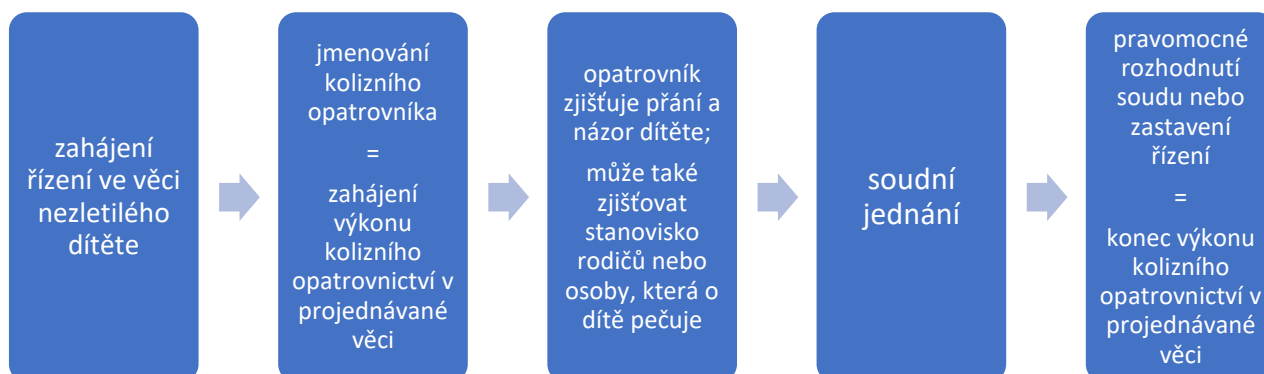 zahájení
řízení ve věci
nezletilého
dítěte
jmenování
kolizního
opatrovníka
=
zahájení
výkonu
kolizního
opatrovnictví v
projednávané
věci
opatrovník
zjišťuje přání a
názor dítěte;
může také
zjišťovat
stanovisko
rodičů nebo
osoby, která o
dítě pečuje
soudní
jednání
pravomocné
rozhodnutí
soudu nebo
zastavení
řízení
=
konec výkonu
kolizního
opatrovnictví v
projednávané
věci